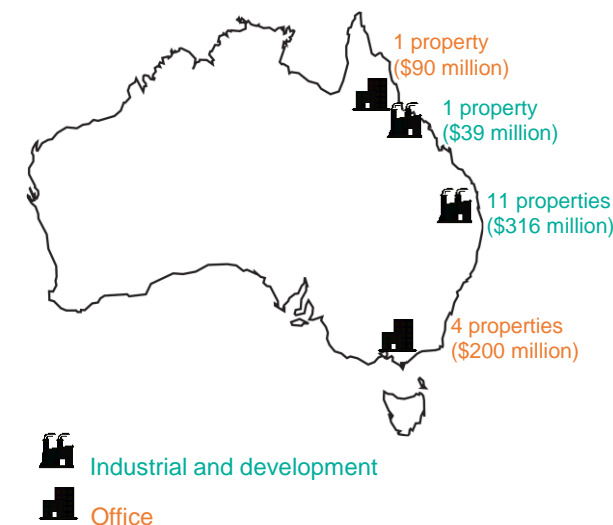 1 property
($90 million)
1 property
($39 million)
11 properties
($316 million)
4 properties
($200 million)
Industrial and development
Office